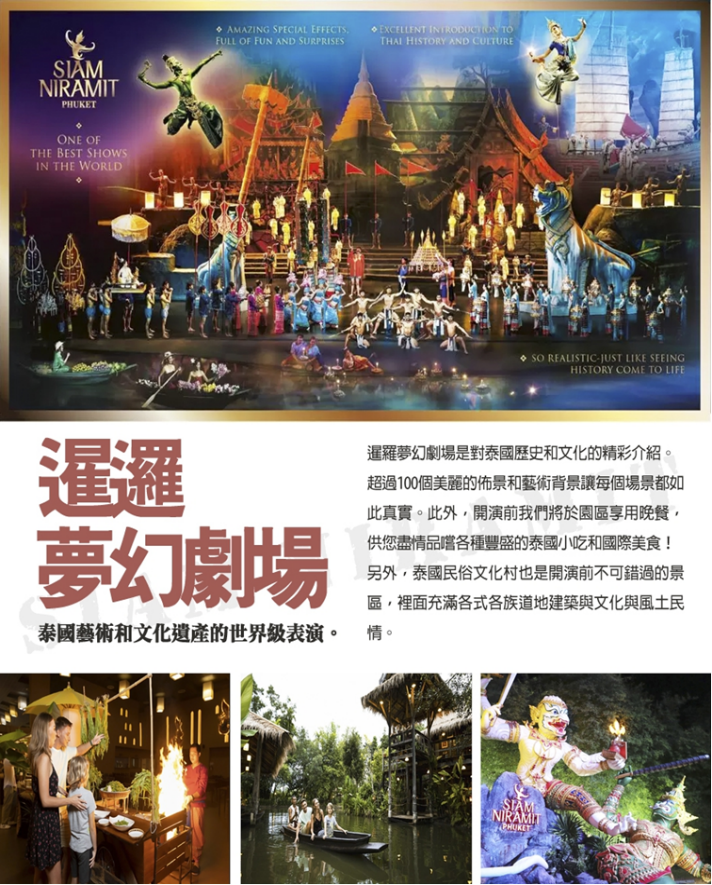 ❖ AMAZING SPECIAL EFFECTS,
FULL OF FUN AND SURPRISES
❖ EXCELLENT INTRODUCTION TO
THAI HISTORY AND CULTURE
SIAM
NIRAMIT
PHUKET
❖
ONE OF
THE BEST SHOWS
IN THE WORLD
❖
❖ SO REALISTIC-JUST LIKE SEEING
HISTORY COME TO LIFE
暹邏
夢幻劇場
泰國藝術和文化遺產的世界級表演。
暹邏夢幻劇場是對泰國歷史和文化的精彩介紹。
超過100個美麗的佈景和藝術背景讓每個場景都如
此真實。此外，開演前我們將於園區享用晚餐，
供您盡情品嚐各種豐盛的泰國小吃和國際美食！
另外，泰國民俗文化村也是開演前不可錯過的景
區，裡面充滿各式各族道地建築與文化與風土民
情。
SIAM NIRAMIT
SIAM
NIRAMIT
PHUKET